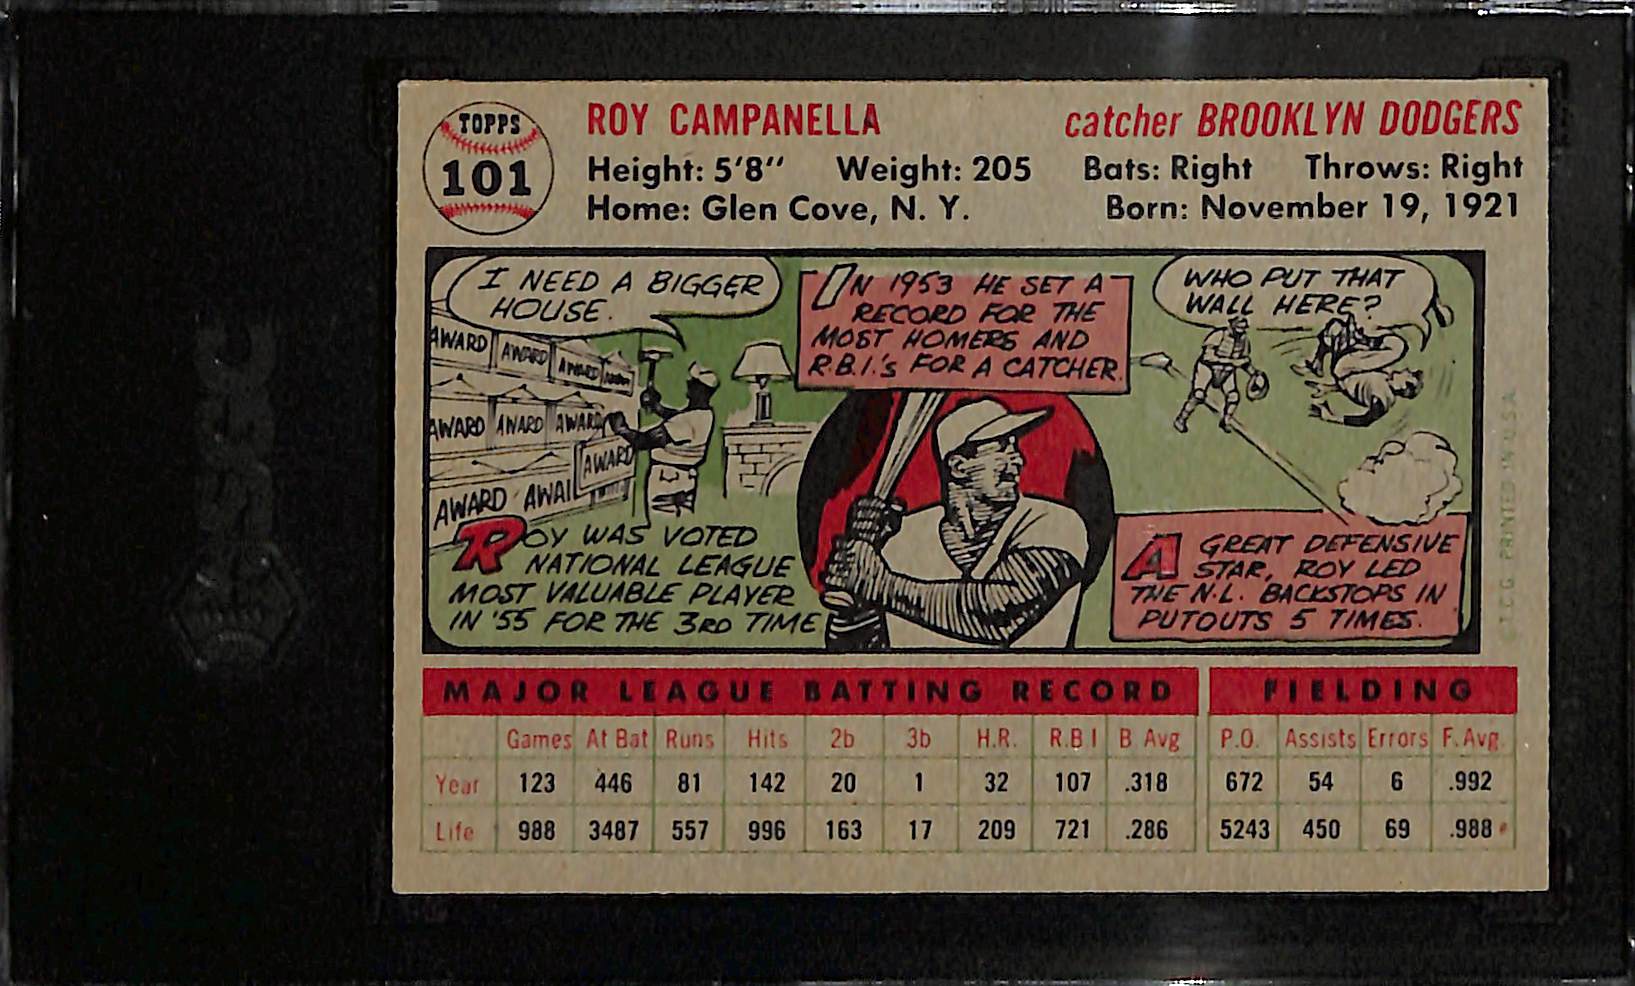 TOPPS
101
ROY CAMPANELLA
catcher BROOKLYN DODGERS
Height: 5'8" Weight: 205 Bats: Right Throws: Right
Home: Glen Cove, N. Y. Born: November 19, 1921
I NEED A BIGGER
HOUSE.
AWARD AWARD AWARD
AWARD AWARD AWARD
AWARD
AWARD AWAI
ROY WAS VOTED
NATIONAL LEAGUE
MOST VALUABLE PLAYER
IN '55 FOR THE 3RD TIME
IN 1953 HE SET A
RECORD FOR THE
MOST HOMERS AND
R.B.I.'s FOR A CATCHER.
WHO PUT THAT
WALL HERE?
A GREAT DEFENSIVE
STAR, ROY LED
THE N.L. BACKSTOPS IN
PUTOUTS 5 TIMES.
© T.C.G. PRINTED IN U.S.A.
MAJOR LEAGUE BATTING RECORD FIELDING
Games At Bat Runs Hits 2b 3b H.R. R.B.I B Avg P.O. Assists Errors F. Avg.
Year 123 446 81 142 20 1 32 107 .318 672 54 6 .992
Life 988 3487 557 996 163 17 209 721 .286 5243 450 69 .988